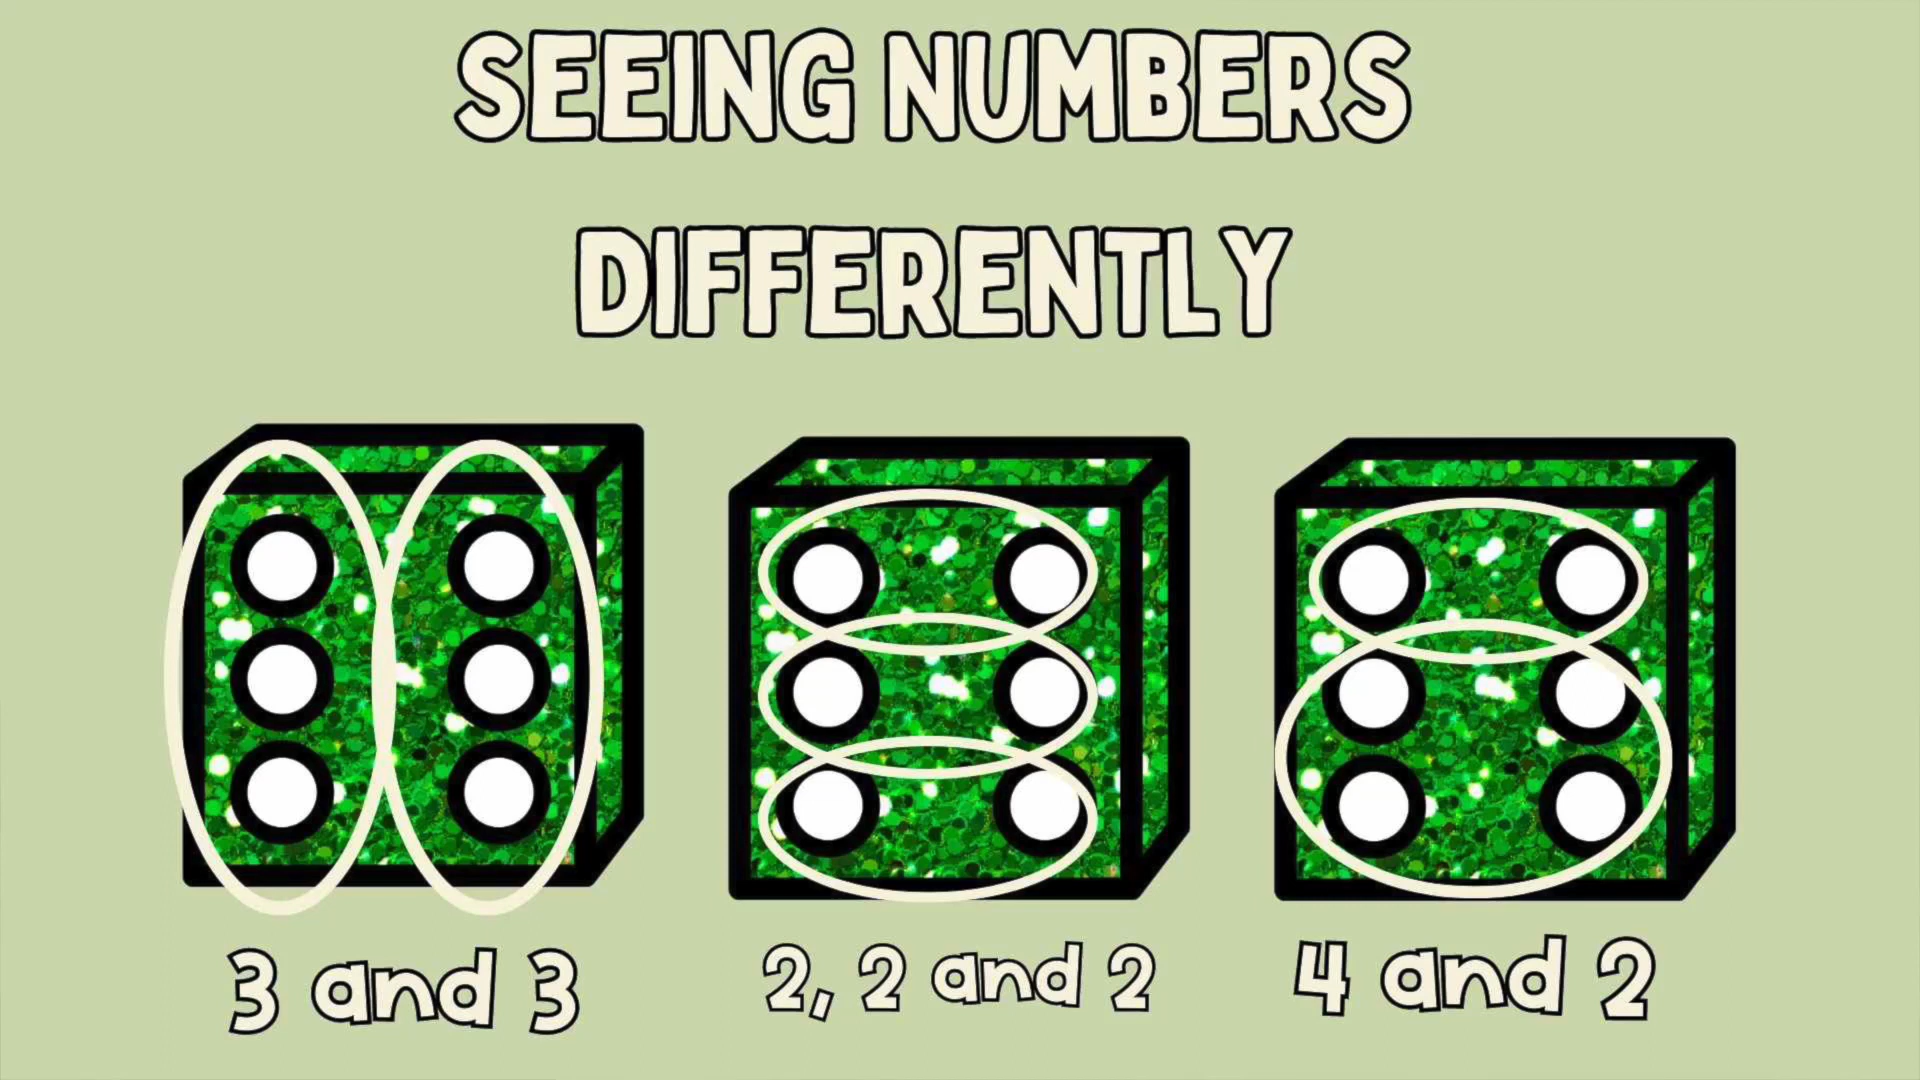 SEEING NUMBERS
DIFFERENTLY
3 and 3
2, 2 and 2
4 and 2